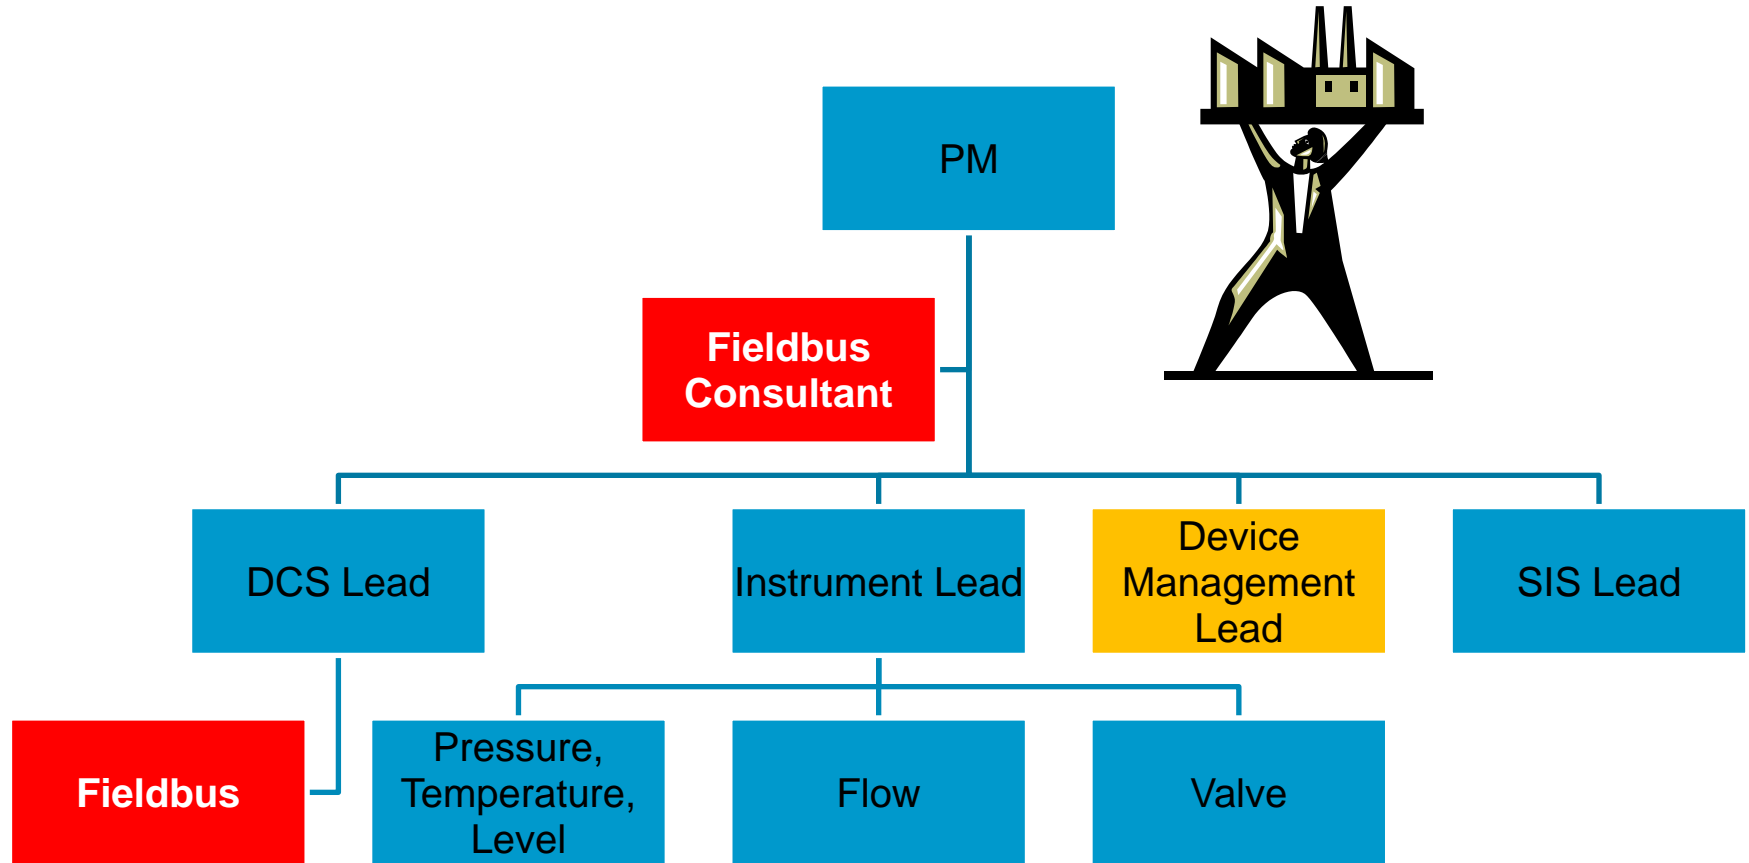 PM
Fieldbus
Consultant
DCS Lead
Instrument Lead
Device
Management
Lead
SIS Lead
Fieldbus
Pressure,
Temperature,
Level
Flow
Valve